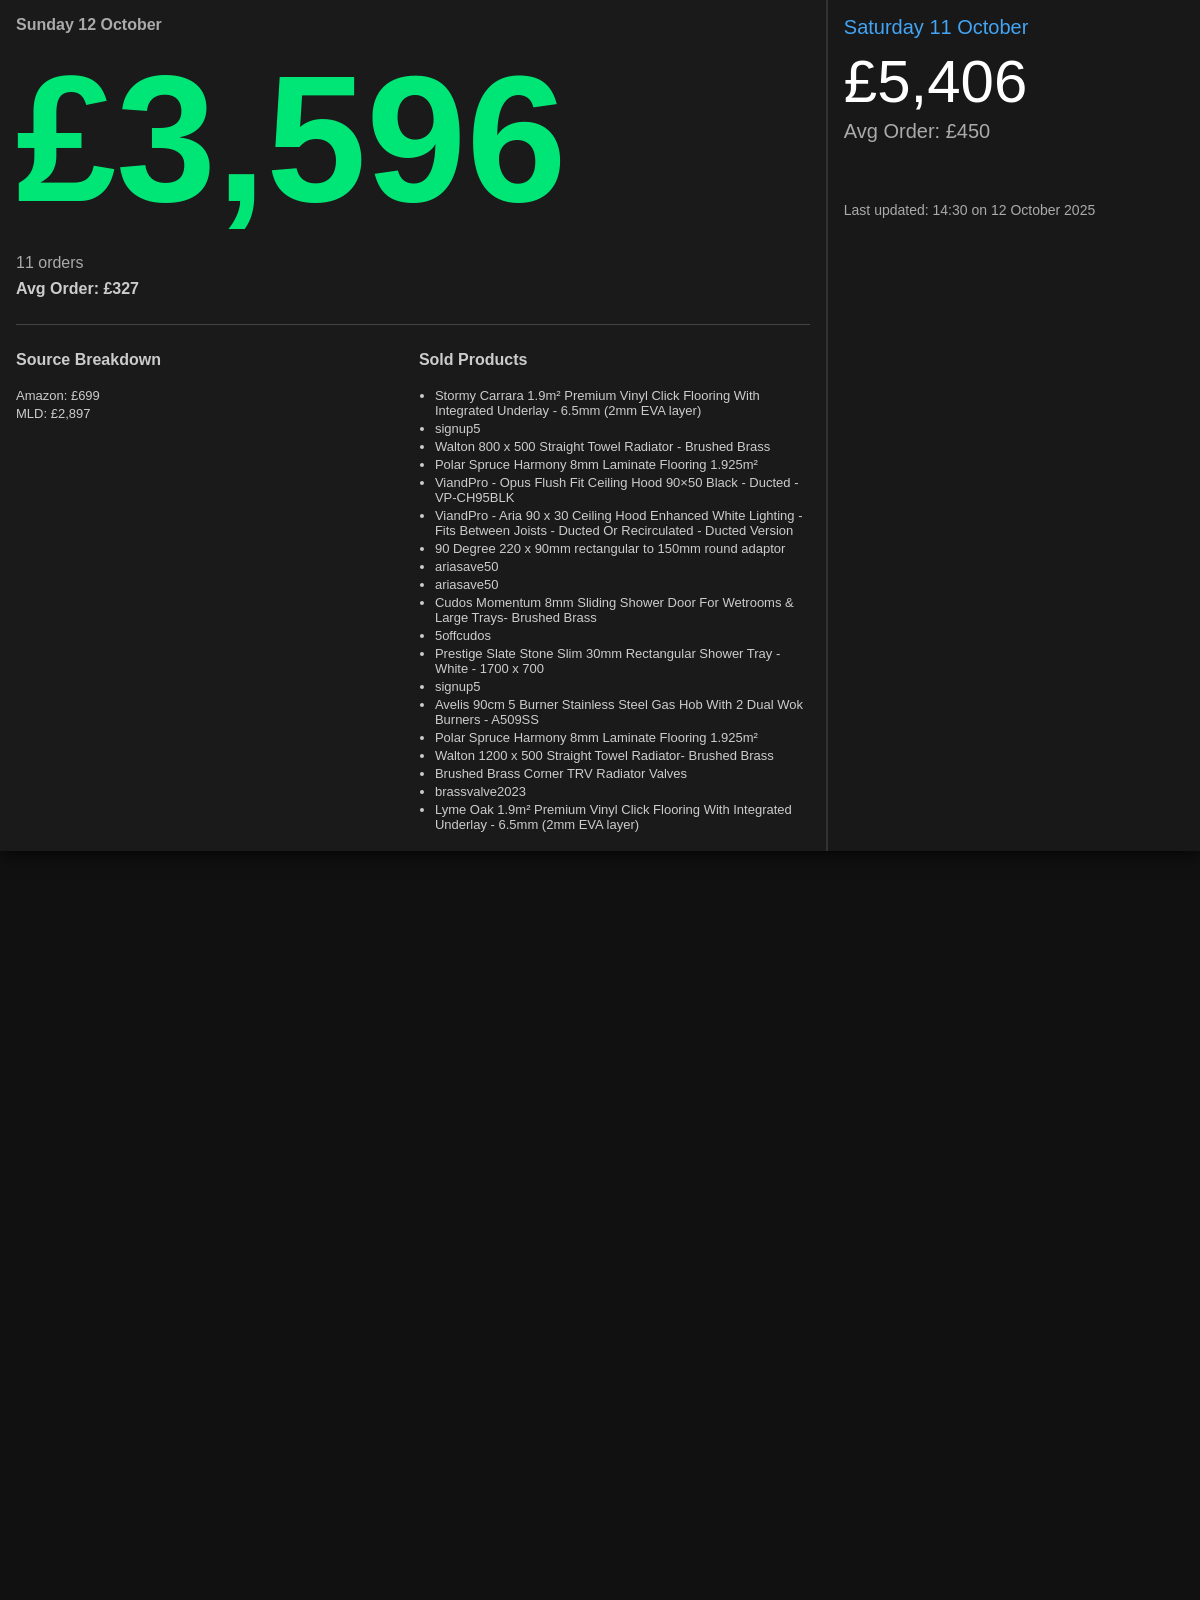 Sunday 12 October
£3,596
11 orders
Avg Order: £327
Source Breakdown
Amazon: £699
MLD: £2,897
Sold Products
Stormy Carrara 1.9m² Premium Vinyl Click Flooring With
Integrated Underlay - 6.5mm (2mm EVA layer)
signup5
Walton 800 x 500 Straight Towel Radiator - Brushed Brass
Polar Spruce Harmony 8mm Laminate Flooring 1.925m²
ViandPro - Opus Flush Fit Ceiling Hood 90×50 Black - Ducted -
VP-CH95BLK
ViandPro - Aria 90 x 30 Ceiling Hood Enhanced White Lighting -
Fits Between Joists - Ducted Or Recirculated - Ducted Version
90 Degree 220 x 90mm rectangular to 150mm round adaptor
ariasave50
ariasave50
Cudos Momentum 8mm Sliding Shower Door For Wetrooms &
Large Trays- Brushed Brass
5offcudos
Prestige Slate Stone Slim 30mm Rectangular Shower Tray -
White - 1700 x 700
signup5
Avelis 90cm 5 Burner Stainless Steel Gas Hob With 2 Dual Wok
Burners - A509SS
Polar Spruce Harmony 8mm Laminate Flooring 1.925m²
Walton 1200 x 500 Straight Towel Radiator- Brushed Brass
Brushed Brass Corner TRV Radiator Valves
brassvalve2023
Lyme Oak 1.9m² Premium Vinyl Click Flooring With Integrated
Underlay - 6.5mm (2mm EVA layer)
Saturday 11 October
£5,406
Avg Order: £450
Last updated: 14:30 on 12 October 2025